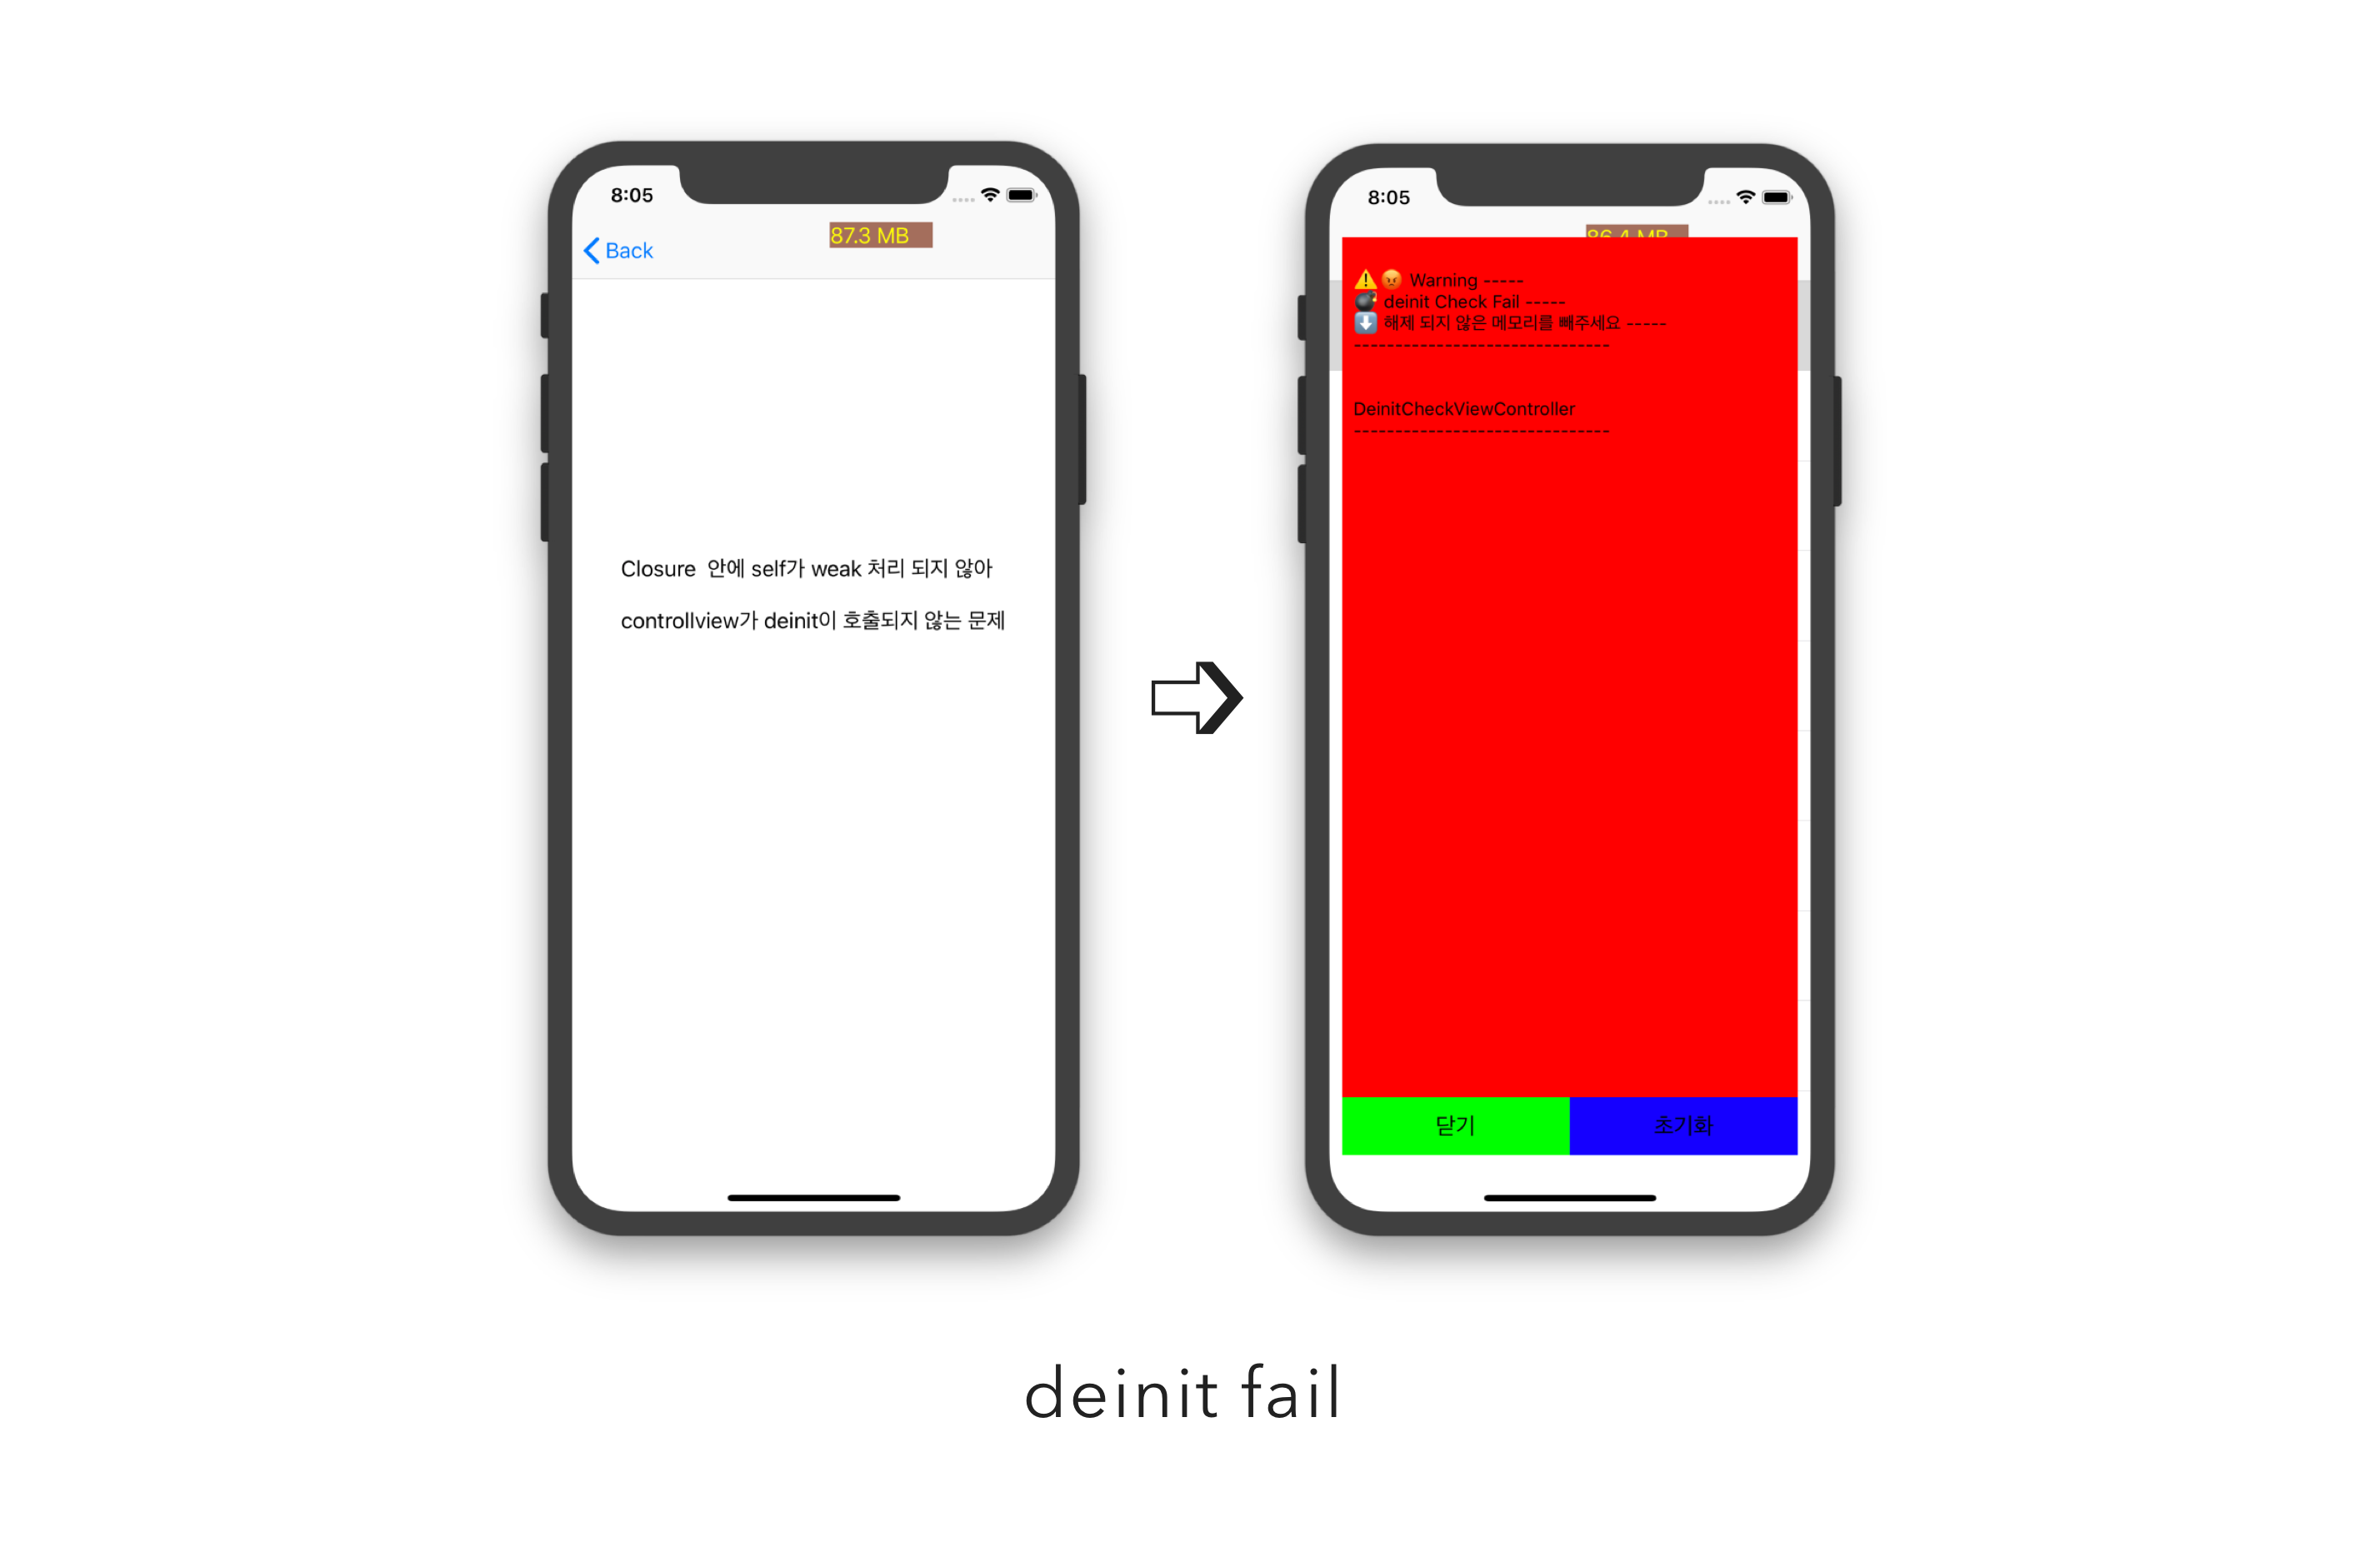 8:05
87.3 MB
Back
Closure 안에 self가 weak 처리 되지 않아
controllview가 deinit이 호출되지 않는 문제
8:05
86.4 MB
⚠️😡 Warning -----
💣 deinit Check Fail -----
⬇️ 해제 되지 않은 메모리를 빼주세요 -----
-------------------------------
DeinitCheckViewController
-------------------------------
닫기
초기화
deinit fail